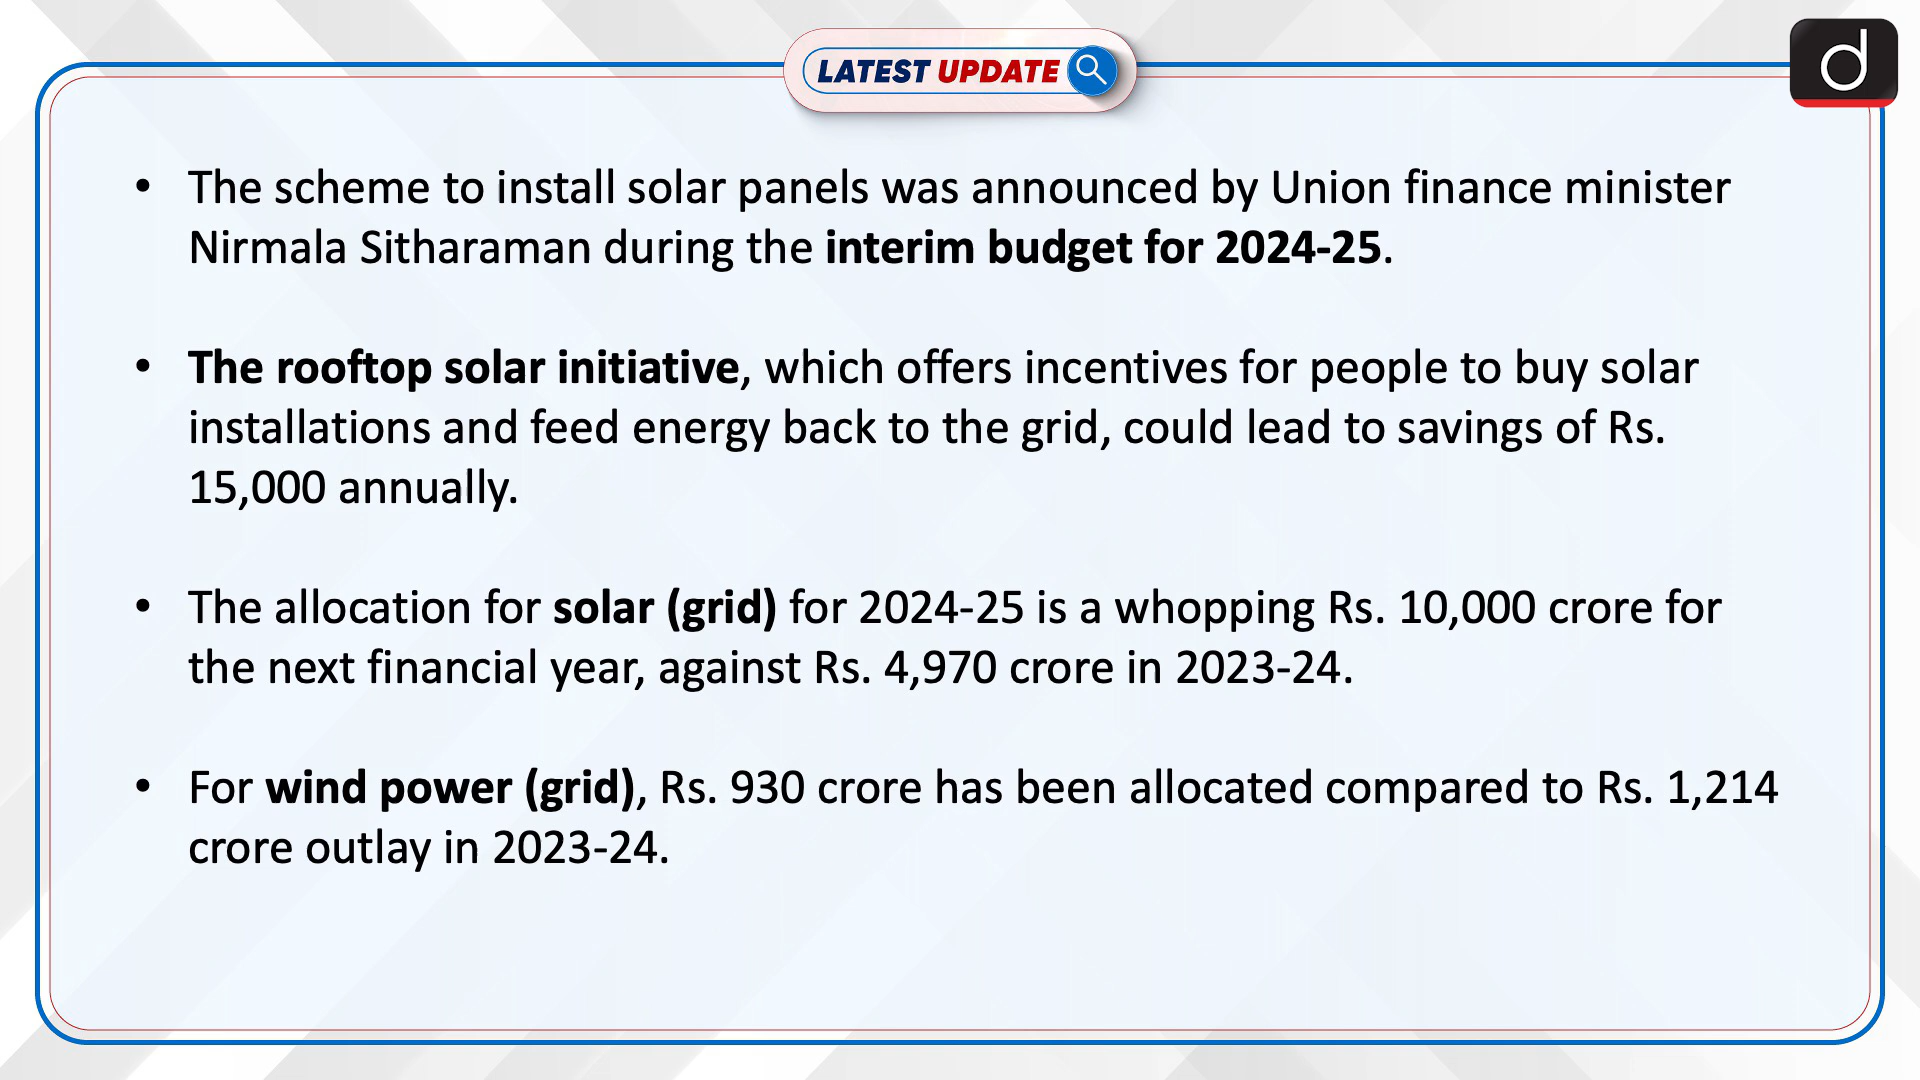 LATEST UPDATE
d
• The scheme to install solar panels was announced by Union finance minister
Nirmala Sitharaman during the interim budget for 2024-25.
• The rooftop solar initiative, which offers incentives for people to buy solar
installations and feed energy back to the grid, could lead to savings of Rs.
15,000 annually.
• The allocation for solar (grid) for 2024-25 is a whopping Rs. 10,000 crore for
the next financial year, against Rs. 4,970 crore in 2023-24.
• For wind power (grid), Rs. 930 crore has been allocated compared to Rs. 1,214
crore outlay in 2023-24.